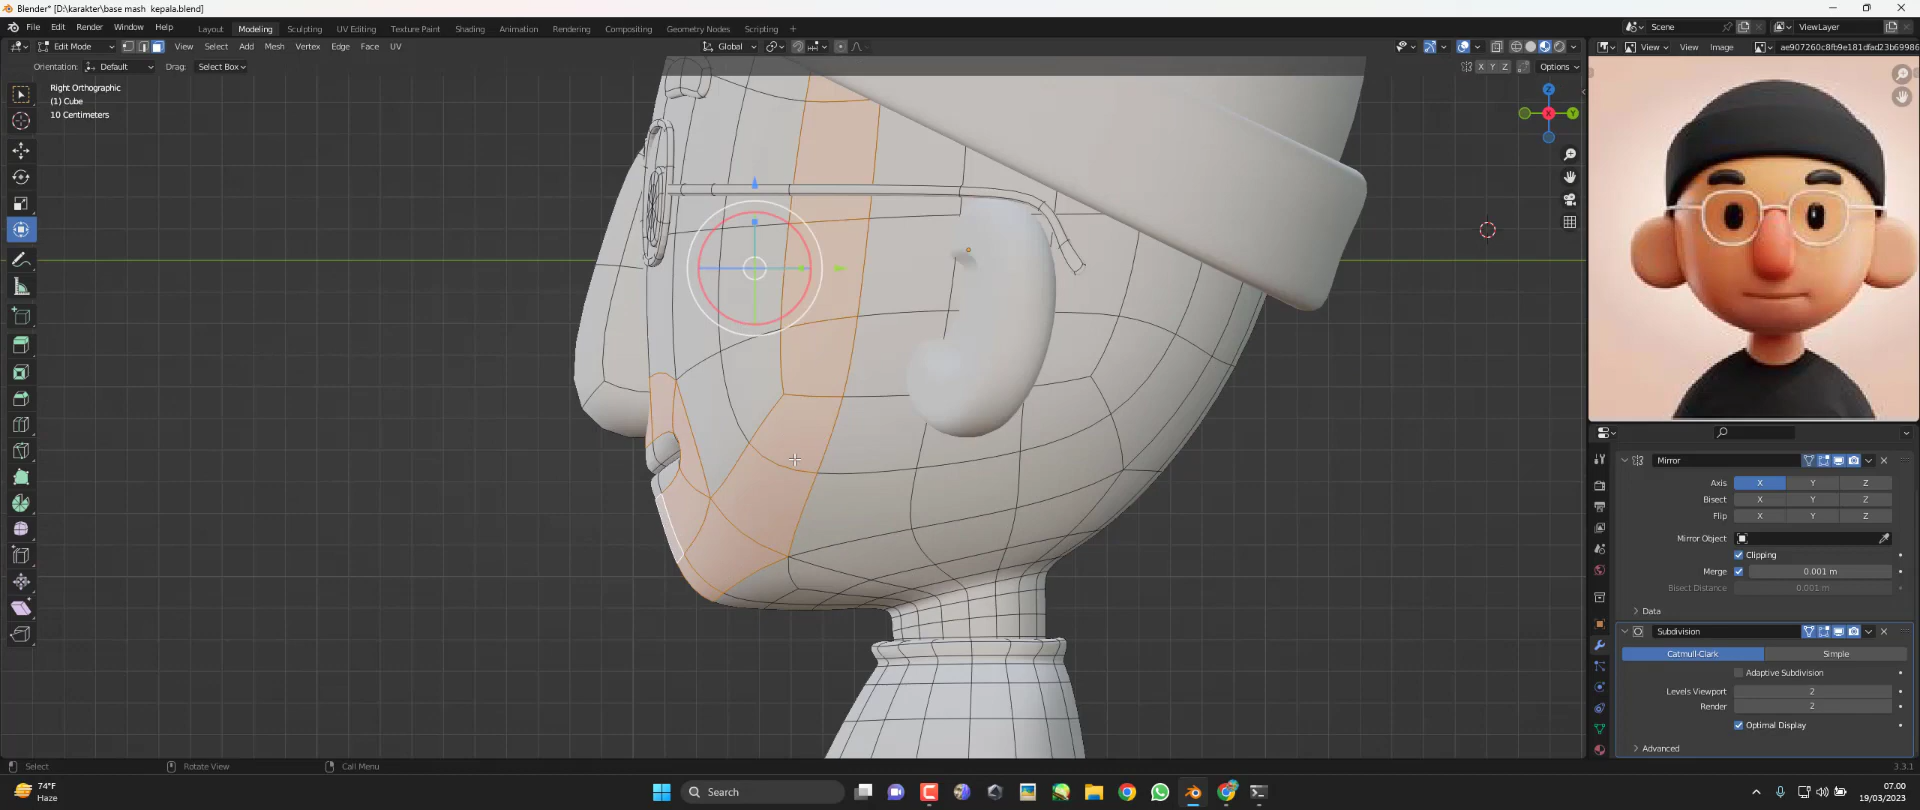 Blender* [D:\karakter\base mash kepala.blend]
File Edit Render Window Help Layout Modeling Sculpting UV Editing Texture Paint Shading Animation Rendering Compositing Geometry Nodes Scripting + Scene ViewLayer
Edit Mode View Select Add Mesh Vertex Edge Face UV Global View View Image ae907260c8fb9e181dfad23b69986
Orientation: Default Drag: Select Box X Y Z Options
Right Orthographic
(1) Cube
10 Centimeters
Z
Y
X
Mirror
Axis X Y Z
Bisect X Y Z
Flip X Y Z
Mirror Object
Clipping
Merge 0.001 m
Bisect Distance 0.001 m
Data
Subdivision
Catmull-Clark Simple
Adaptive Subdivision
Levels Viewport 2
Render 2
Optimal Display
Advanced
Select Rotate View Call Menu 3.3.1
74°F
Haze
Search
07.00
19/03/2023